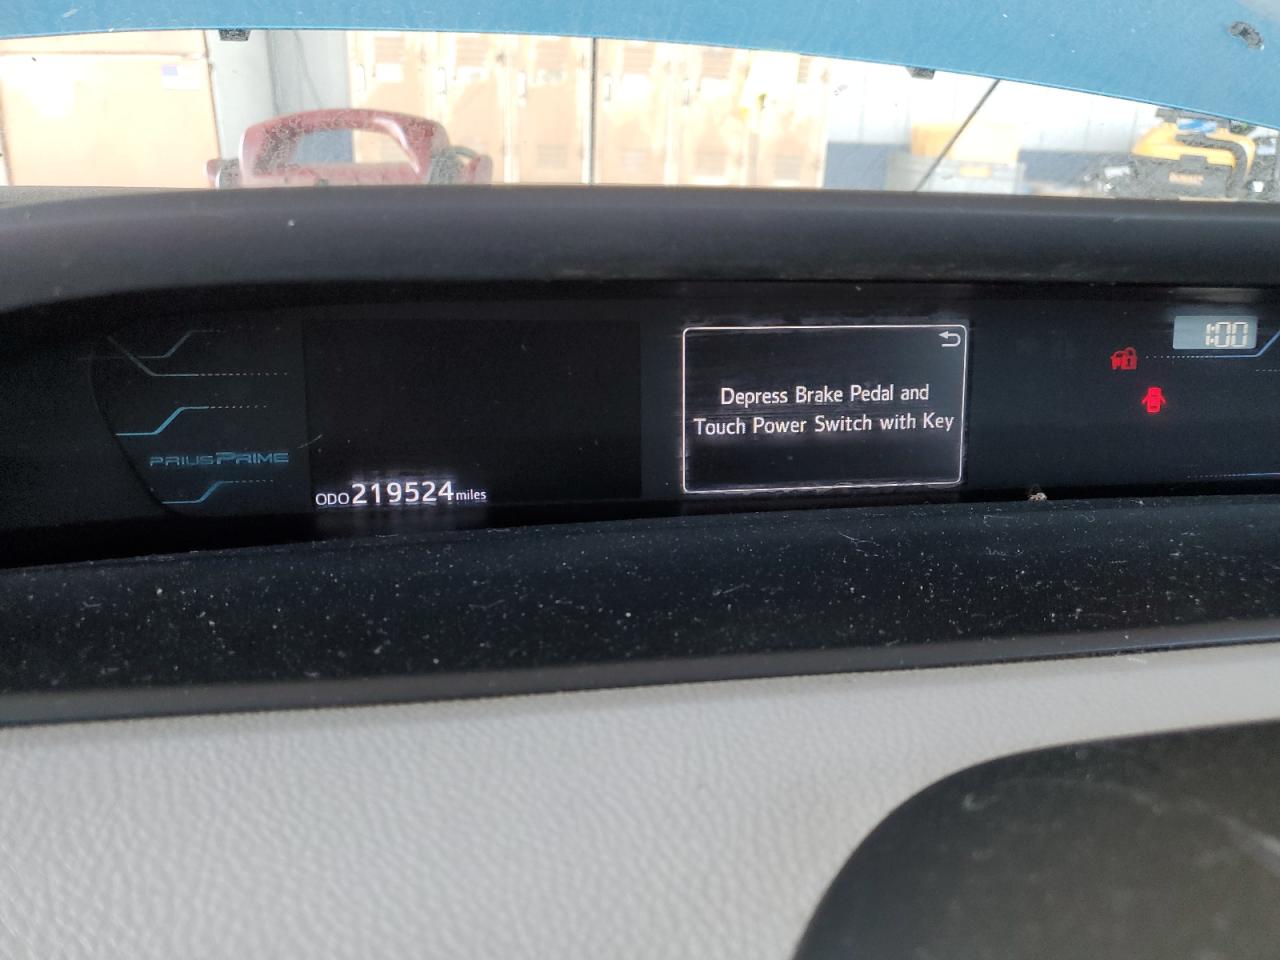 1:00
Depress Brake Pedal and
Touch Power Switch with Key
PRIUS PRIME
ODO 219524 miles